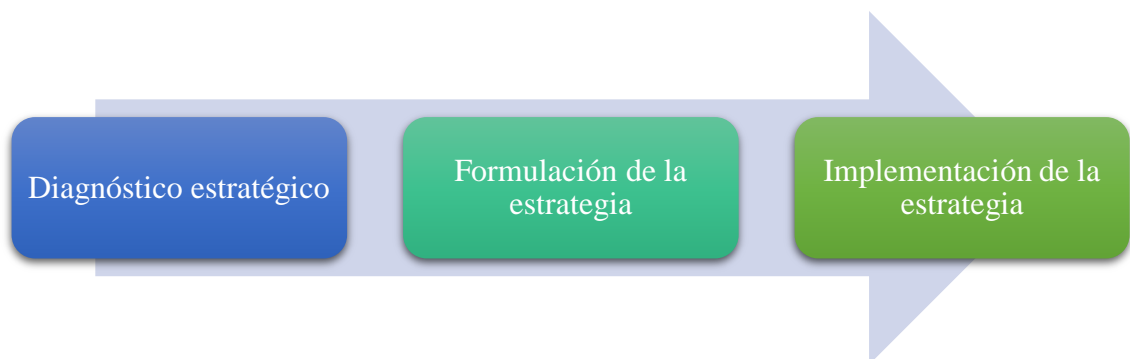 Diagnóstico estratégico
Formulación de la
estrategia
Implementación de la
estrategia